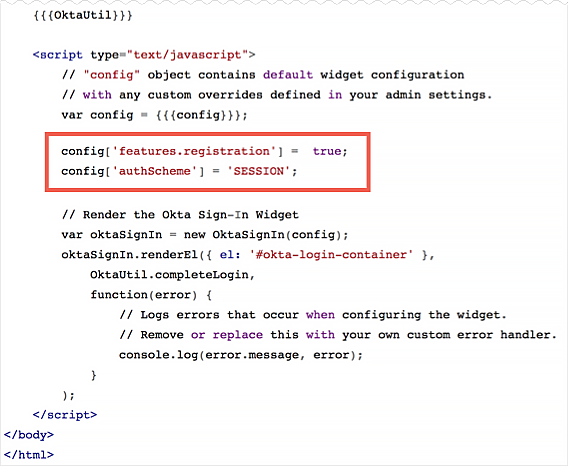 {{{OktaUtil}}}
<script type="text/javascript">
// "config" object contains default widget configuration
// with any custom overrides defined in your admin settings.
var config = {{{config}}};
config['features.registration'] =  true;
config['authScheme'] = 'SESSION';
// Render the Okta Sign-In Widget
var oktaSignIn = new OktaSignIn(config);
oktaSignIn.renderEl({ el: '#okta-login-container' },
OktaUtil.completeLogin,
function(error) {
// Logs errors that occur when configuring the widget.
// Remove or replace this with your own custom error handler.
console.log(error.message, error);
}
);
</script>
</body>
</html>